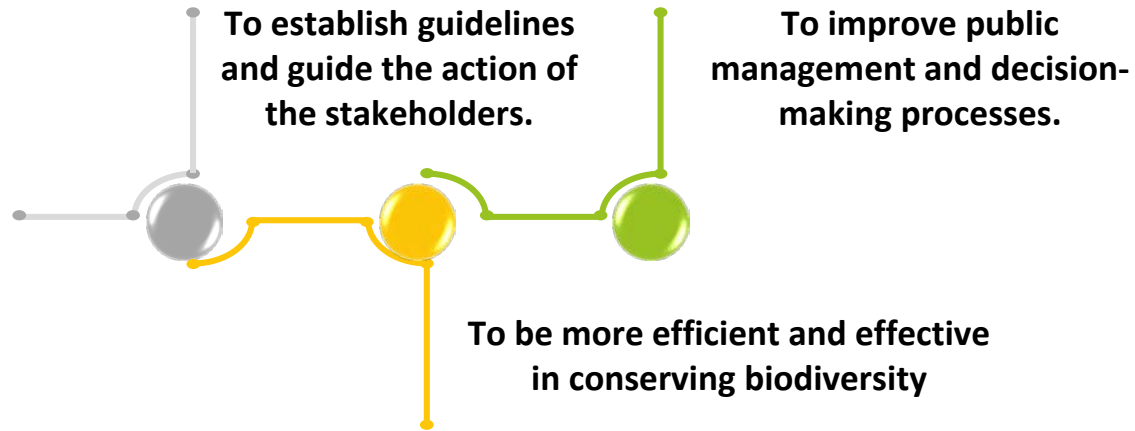 To establish guidelines
and guide the action of
the stakeholders.
To improve public
management and decision-
making processes.
To be more efficient and effective
in conserving biodiversity